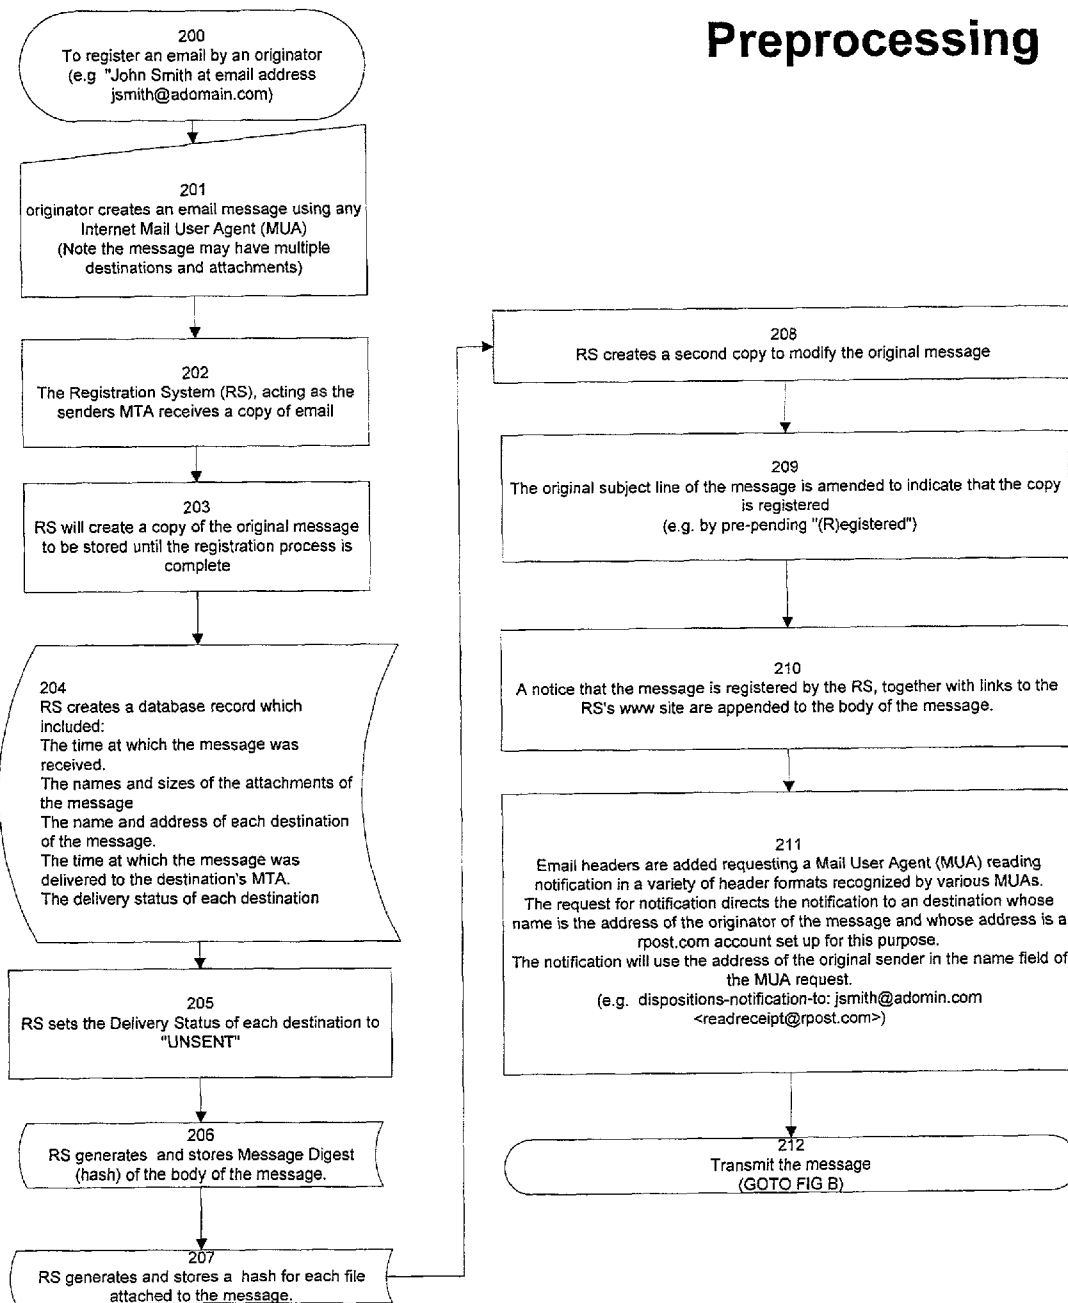 Preprocessing
200
To register an email by an originator
(e.g "John Smith at email address
jsmith@adomain.com)
201
originator creates an email message using any
Internet Mail User Agent (MUA)
(Note the message may have multiple
destinations and attachments)
202
The Registration System (RS), acting as the
senders MTA receives a copy of email
203
RS will create a copy of the original message
to be stored until the registration process is
complete
204
RS creates a database record which
included:
The time at which the message was
received.
The names and sizes of the attachments of
the message
The name and address of each destination
of the message.
The time at which the message was
delivered to the destination's MTA.
The delivery status of each destination
205
RS sets the Delivery Status of each destination to
"UNSENT"
206
RS generates and stores Message Digest
(hash) of the body of the message.
207
RS generates and stores a hash for each file
attached to the message.
208
RS creates a second copy to modify the original message
209
The original subject line of the message is amended to indicate that the copy
is registered
(e.g. by pre-pending "(R)egistered")
210
A notice that the message is registered by the RS, together with links to the
RS's www site are appended to the body of the message.
211
Email headers are added requesting a Mail User Agent (MUA) reading
notification in a variety of header formats recognized by various MUAs.
The request for notification directs the notification to an destination whose
name is the address of the originator of the message and whose address is a
rpost.com account set up for this purpose.
The notification will use the address of the original sender in the name field of
the MUA request.
(e.g. dispositions-notification-to: jsmith@adomin.com
<readreceipt@rpost.com>)
212
Transmit the message
(GOTO FIG B)